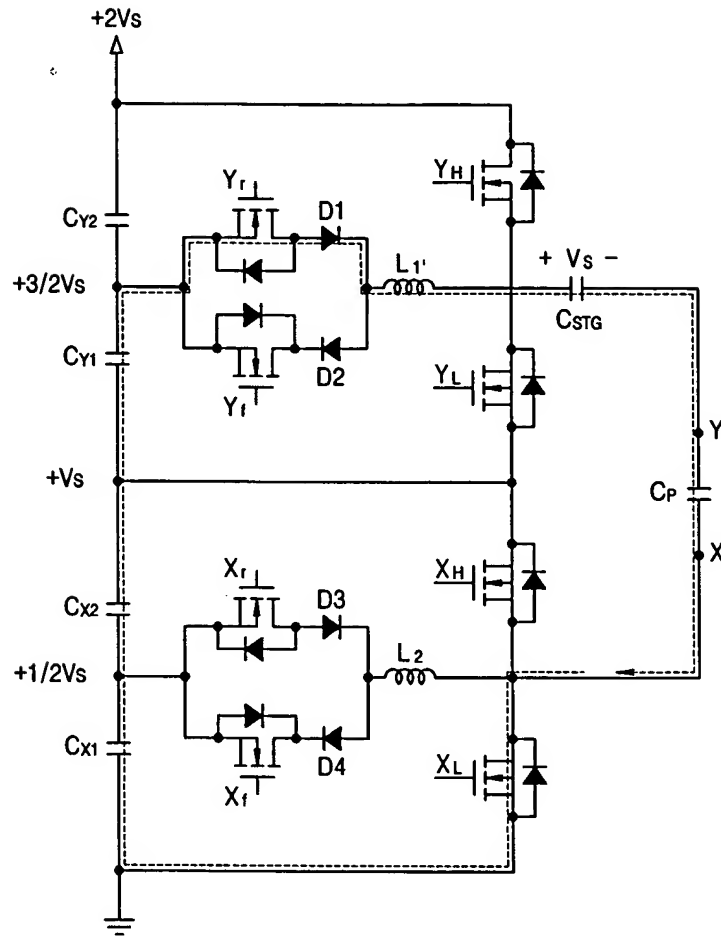 +2Vs
YH
Yr
D1
CY2
L1'
+ Vs -
+3/2Vs
CSTG
CY1
D2
YL
Yf
Y
+Vs
CP
X
Xr
XH
D3
CX2
L2
+1/2Vs
CX1
D4
XL
Xf